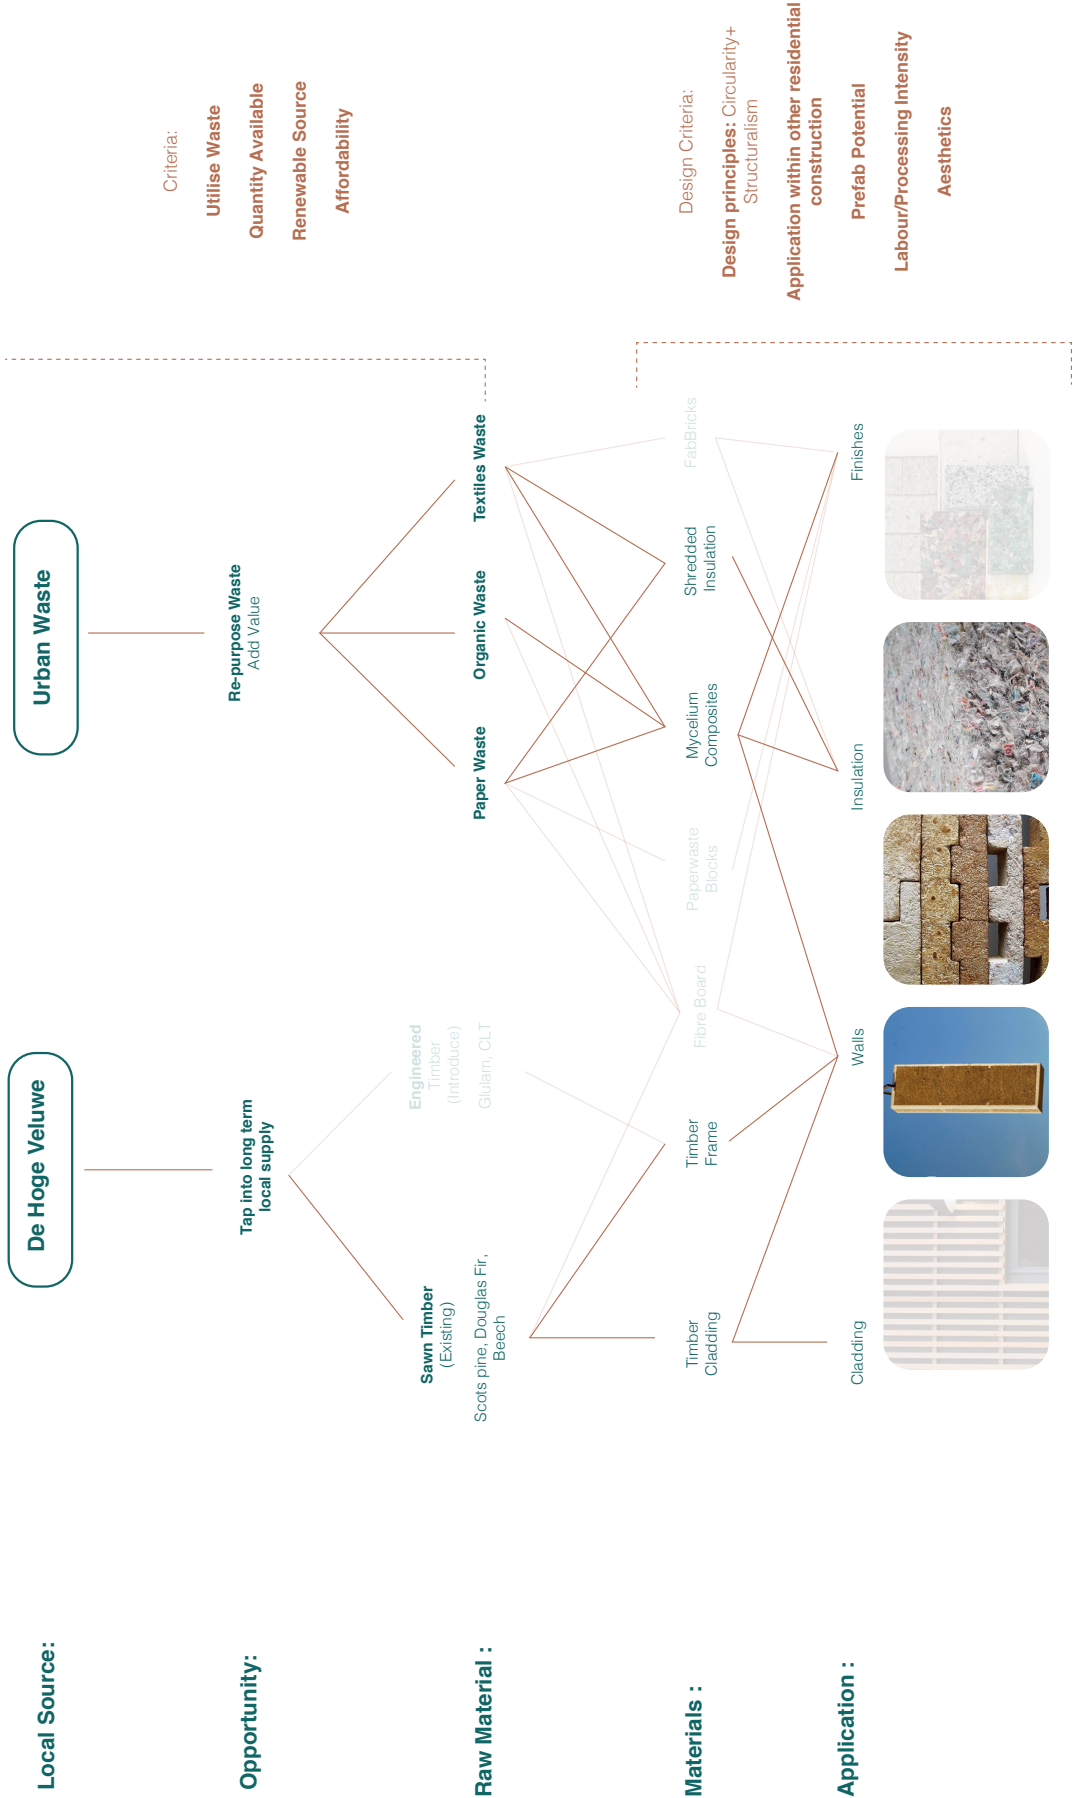 Local Source:
De Hoge Veluwe
Urban Waste
Opportunity:
Tap into long term
local supply
Re-purpose Waste
Add Value
Criteria:
Utilise Waste
Quantity Available
Renewable Source
Affordability
Raw Material :
Sawn Timber
(Existing)
Scots pine, Douglas Fir,
Beech
Engineered
Timber
(Introduce)
Glulam, CLT
Paper Waste
Organic Waste
Textiles Waste
Materials :
Timber
Cladding
Timber
Frame
Fibre Board
Paperwaste
Blocks
Mycelium
Composites
Shredded
Insulation
FabBricks
Design Criteria:
Design principles: Circularity+
Structuralism
Application within other residential
construction
Prefab Potential
Labour/Processing Intensity
Aesthetics
Application :
Cladding
Walls
Insulation
Finishes